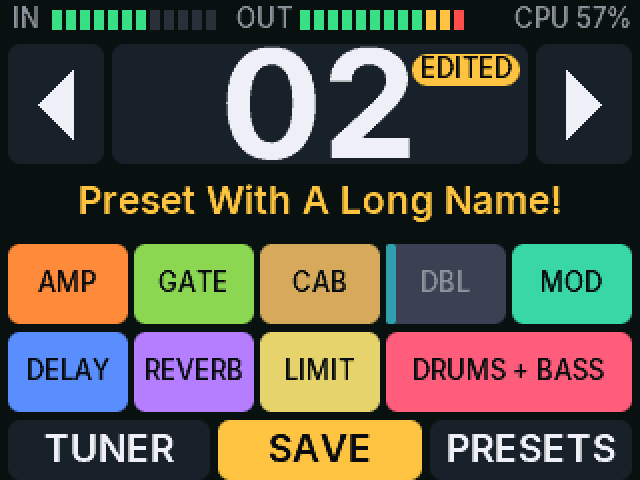 IN OUT CPU 57%
02 EDITED
Preset With A Long Name!
AMP GATE CAB DBL MOD
DELAY REVERB LIMIT DRUMS + BASS
TUNER SAVE PRESETS